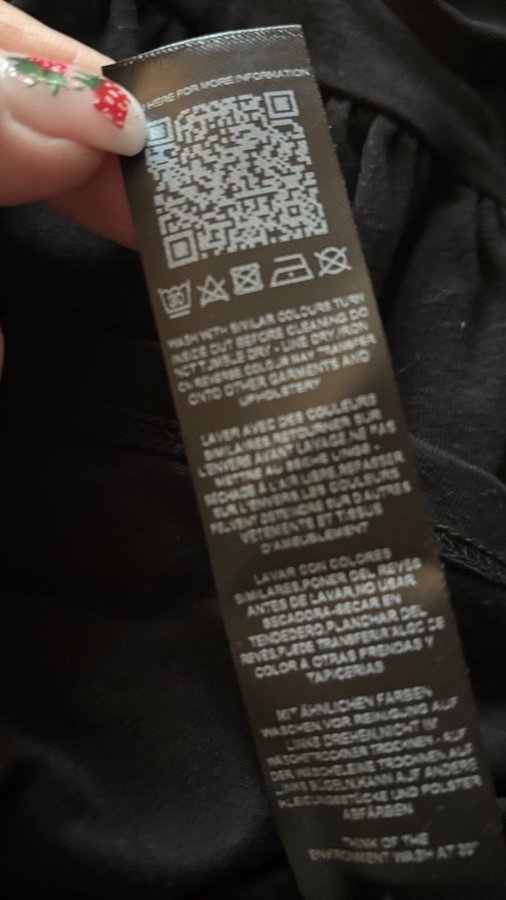 HERE FOR MORE INFORMATION
30
WASH WITH SIMILAR COLOURS TURN
INSIDE OUT BEFORE CLEANING DO
NOT TUMBLE DRY - LINE DRY IRON
ON REVERSE COLOUR MAY TRANSFER
ONTO OTHER GARMENTS AND
UPHOLSTERY
LAVER AVEC DES COULEURS
SIMILAIRES RETOURNER SUR
L'ENVERS AVANT LAVAGE,NE PAS
METTRE AU SECHE LINGE -
SÉCHAGE À L'AIR LIBRE,REPASSER
SUR L'ENVERS LES COULEURS
PEUVENT DETEINDRE SUR D'AUTRES
VÊTEMENTS ET TISSUS
D'AMEUBLEMENT
LAVAR CON COLORES
SIMILARES PONER DEL REVES
ANTES DE LAVAR,NO USAR
SECADORA-SECAR EN
TENDEDERO,PLANCHAR DEL
REVES,PUEDE TRANSFERIR ALGO DE
COLOR A OTRAS PRENDAS Y
TAPICERIAS
MIT ÄHNLICHEN FARBEN
WASCHEN VOR REINIGUNG AUF
LINKS DREHEN,NICHT IM
WÄSCHETROCKNER TROCKNEN - AUF
DER WÄSCHELEINE TROCKNEN,AUF
LINKS BÜGELN,KANN AUF ANDERE
KLEIDUNGSSTÜCKE UND POLSTER
ABFÄRBEN
THINK OF THE
ENVIRONMENT WASH AT 30°